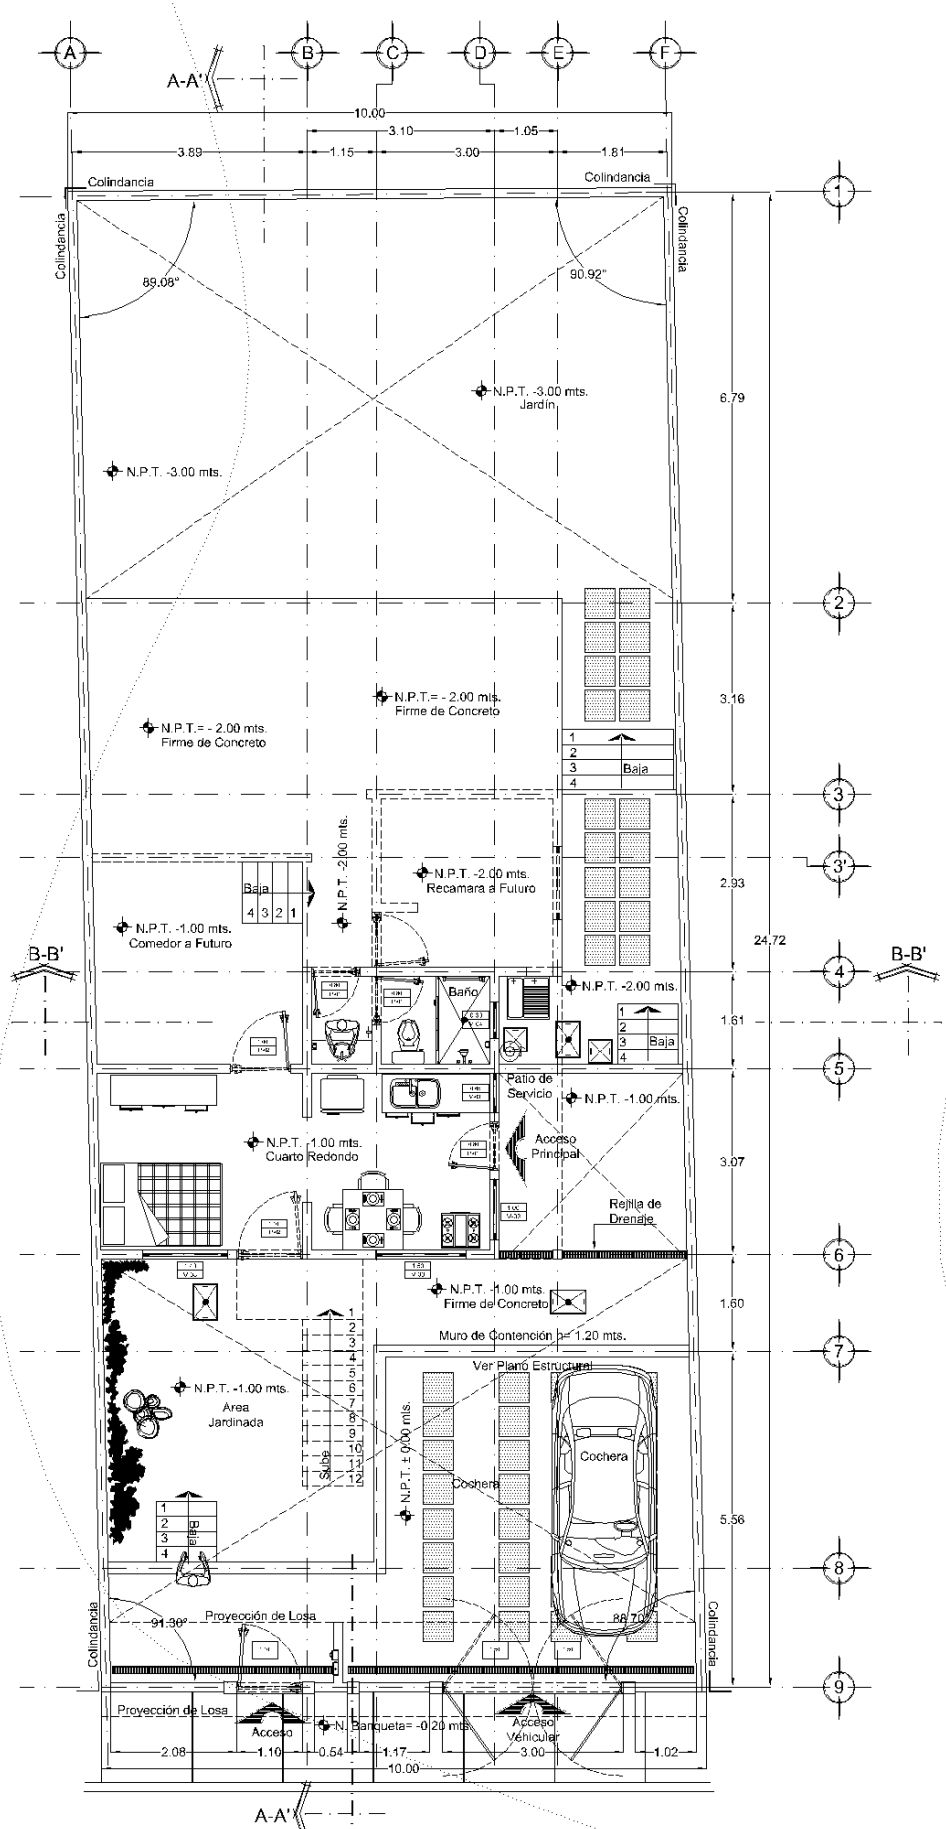 A B C D E F
A-A'
10.00
3.10 1.05
3.89 1.15 3.00 1.81
Colindancia Colindancia
1
Colindancia Colindancia
89.08° 90.92°
N.P.T. -3.00 mts.
Jardín
6.79
N.P.T. -3.00 mts.
2
N.P.T.= - 2.00 mts.
Firme de Concreto
3.16
N.P.T.= - 2.00 mts.
Firme de Concreto
1
2
3
4
Baja
3
N.P.T. -2.00 mts.
3'
N.P.T. -2.00 mts.
Recamara a Futuro
2.93
Baja
4 3 2 1
N.P.T. -1.00 mts.
Comedor a Futuro
24.72
B-B' B-B'
4
Baño
N.P.T. -2.00 mts.
1
2
3
4
Baja
1.61
5
Patio de
Servicio
N.P.T. -1.00 mts.
N.P.T. -1.00 mts.
Cuarto Redondo
Acceso
Principal
3.07
Rejilla de
Drenaje
6
N.P.T. -1.00 mts.
Firme de Concreto
1.60
Muro de Contención h= 1.20 mts.
7
Ver Plano Estructural
1
2
3
4
5
6
7
8
9
10
11
12
Sube
N.P.T. -1.00 mts.
Area
Jardinada
N.P.T. ± 0.00 mts.
Cochera
Cochera
5.56
1
2
3
4
Baja
8
91.30° 88.70°
Proyección de Losa
Colindancia Colindancia
9
Proyección de Losa
Acceso
N. Banqueta= -0.20 mts.
Acceso
Vehicular
2.08 1.10 0.54 1.17 3.00 1.02
10.00
A-A'